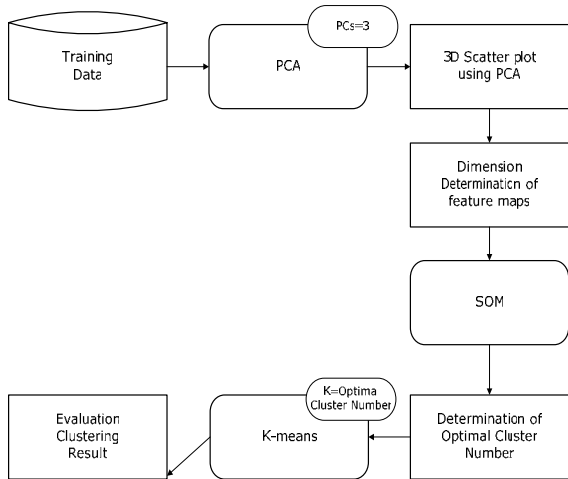 Training
Data
PCs=3
PCA
3D Scatter plot
using PCA
Dimension
Determination of
feature maps
SOM
K=Optima
Cluster Number
Evaluation
Clustering
Result
K-means
Determination of
Optimal Cluster
Number